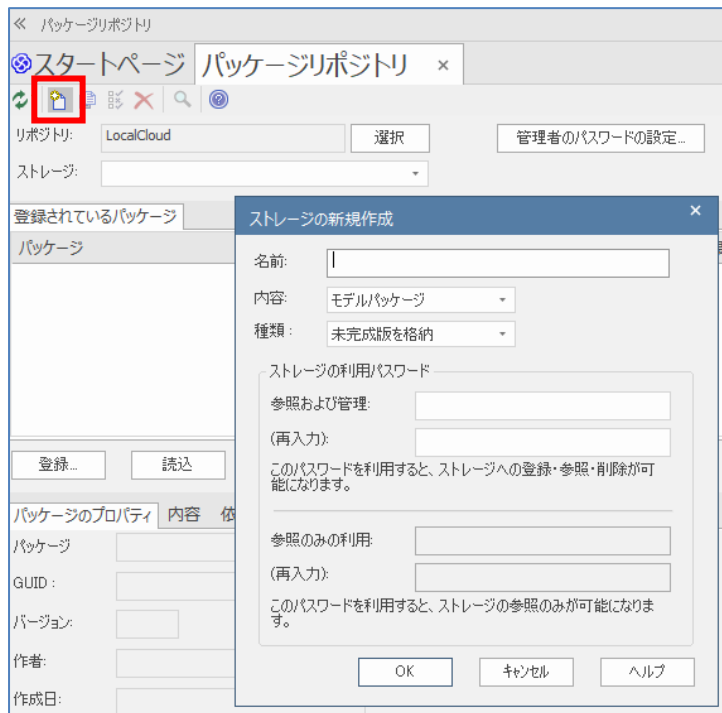 パッケージリポジトリ
スタートページ パッケージリポジトリ ×
リポジトリ: LocalCloud 選択 管理者のパスワードの設定...
ストレージ:
登録されているパッケージ
パッケージ
登録... 読込
パッケージのプロパティ 内容
パッケージ
GUID :
バージョン:
作者:
作成日:
ストレージの新規作成 ×
名前:
内容: モデルパッケージ
種類 : 未完成版を格納
ストレージの利用パスワード
参照および管理:
(再入力):
このパスワードを利用すると、ストレージへの登録・参照・削除が可
能になります。
参照のみの利用:
(再入力):
このパスワードを利用すると、ストレージの参照のみが可能になりま
す。
OK キャンセル ヘルプ